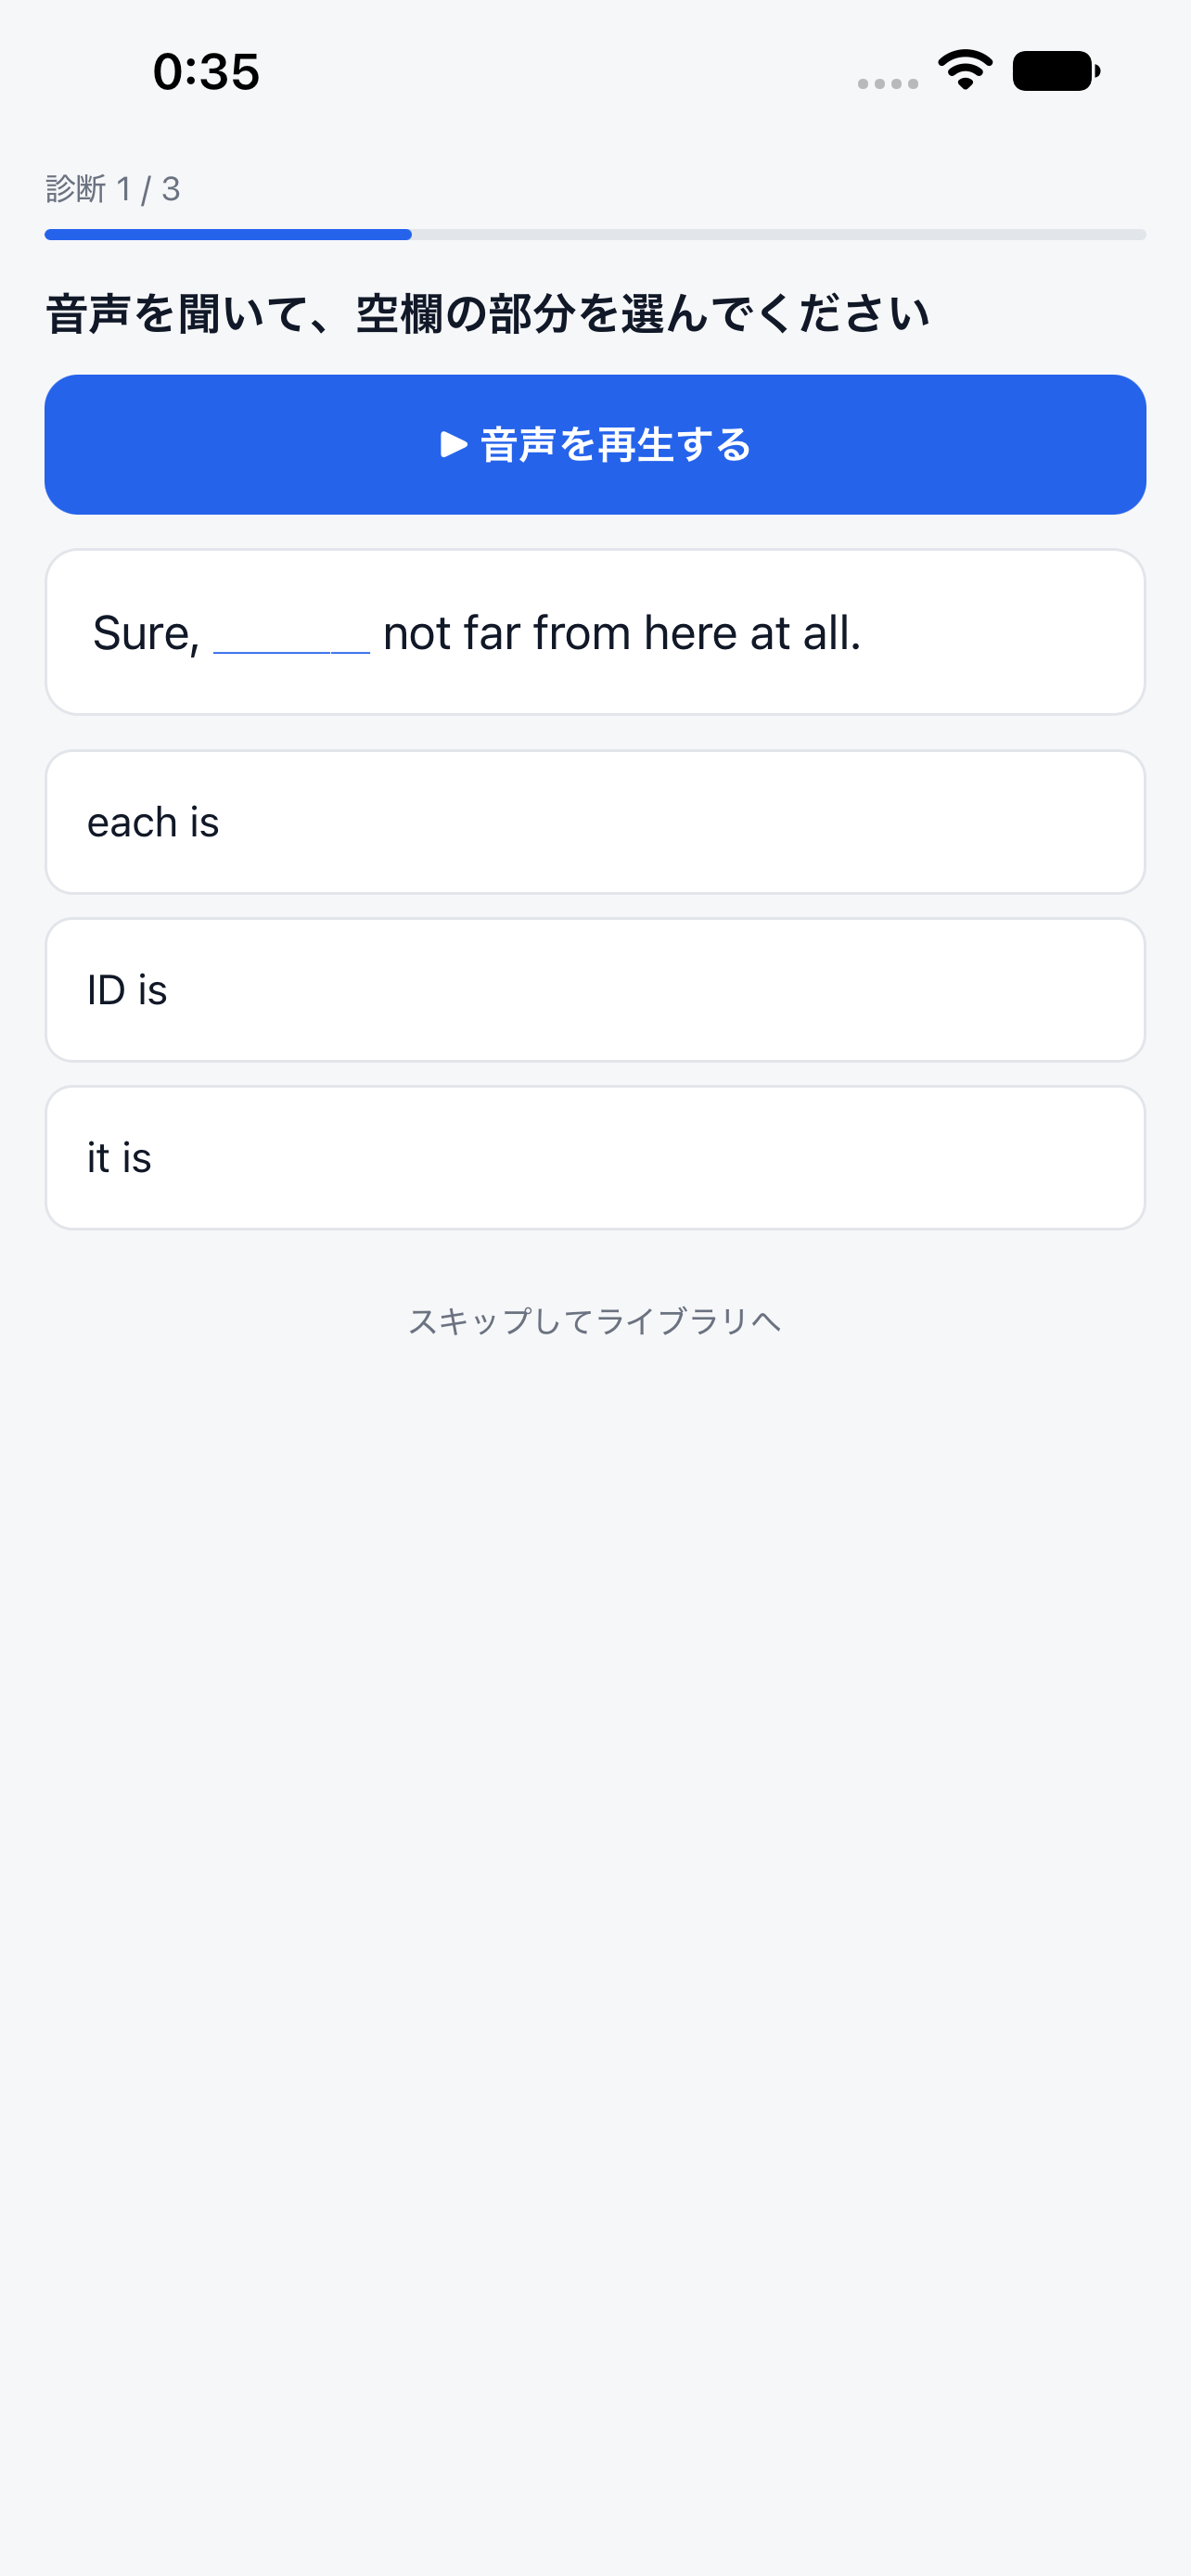 0:35
診断 1 / 3
音声を聞いて、空欄の部分を選んでください
▶ 音声を再生する
Sure, ________ not far from here at all.
each is
ID is
it is
スキップしてライブラリへ